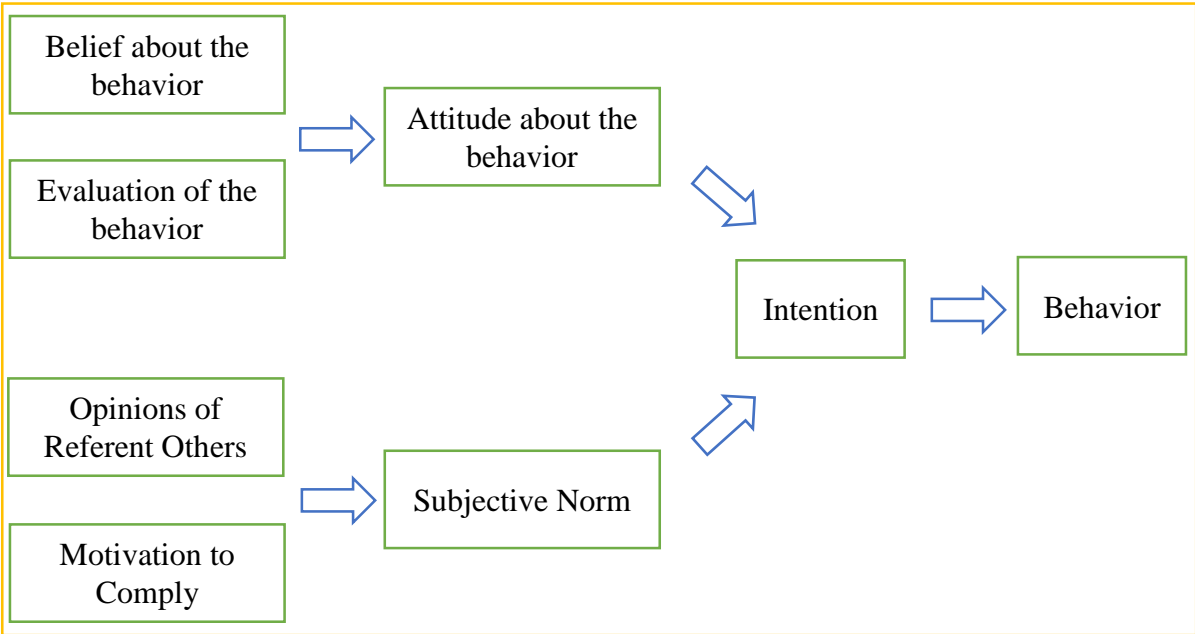 Belief about the
behavior
Evaluation of the
behavior
Attitude about the
behavior
Opinions of
Referent Others
Motivation to
Comply
Subjective Norm
Intention
Behavior